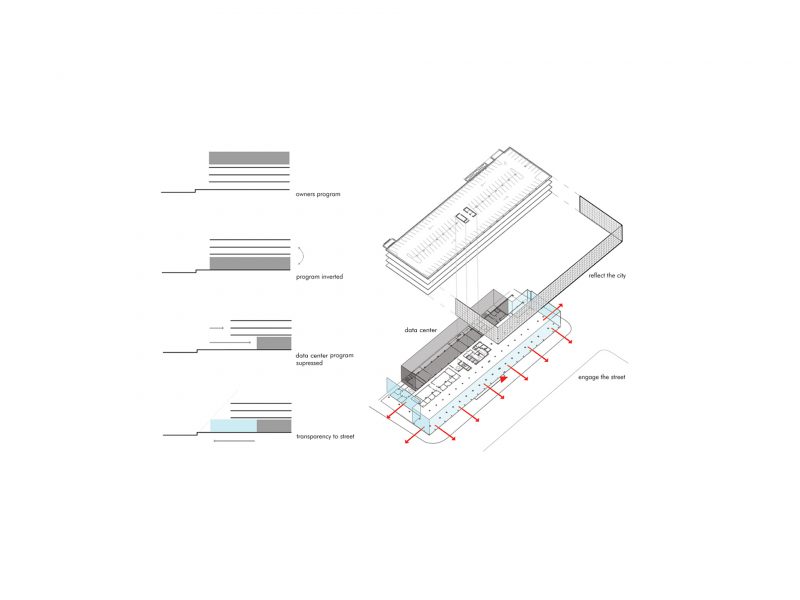 owners program
program inverted
data center program
supressed
transparency to street
reflect the city
data center
engage the street